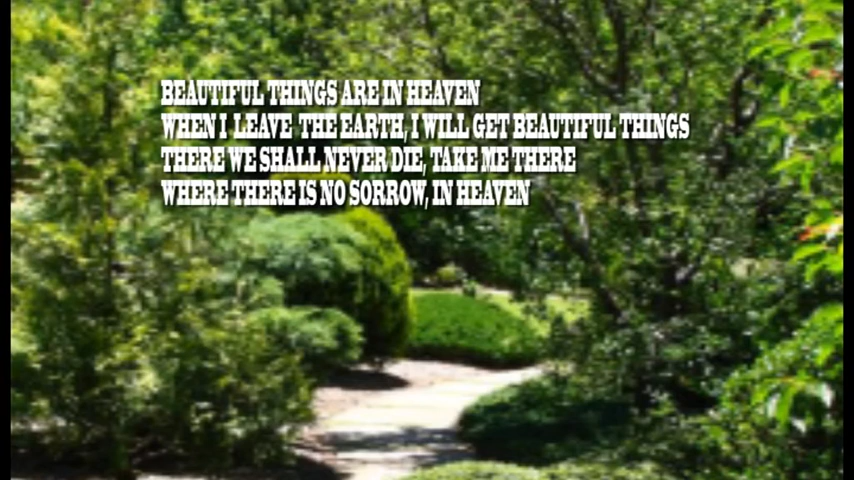 BEAUTIFUL THINGS ARE IN HEAVEN
WHEN I LEAVE THE EARTH, I WILL GET BEAUTIFUL THINGS
THERE WE SHALL NEVER DIE, TAKE ME THERE
WHERE THERE IS NO SORROW, IN HEAVEN